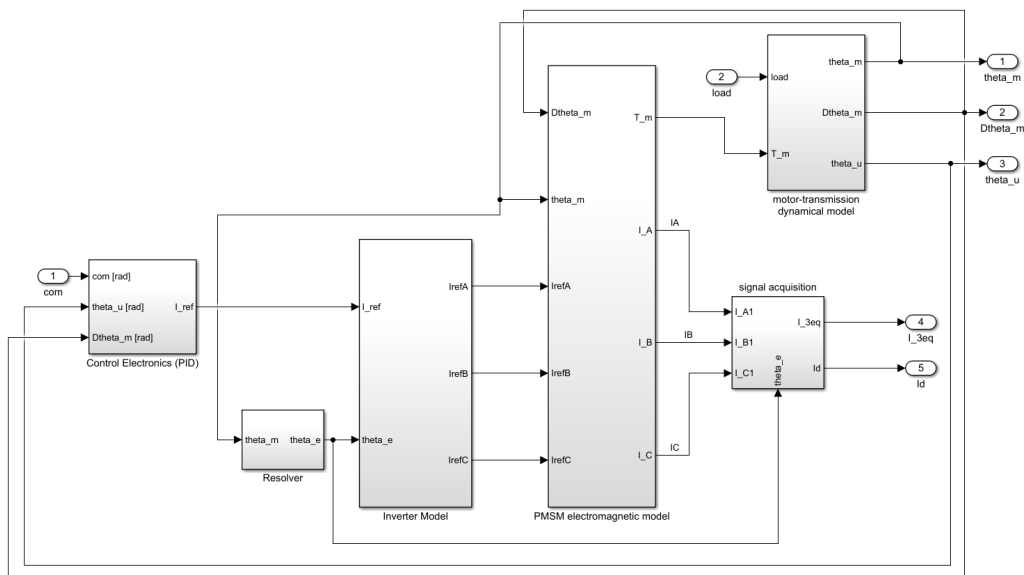 theta_m
load
1
theta_m
2
load
Dtheta_m
T_m
Dtheta_m
2
Dtheta_m
T_m
theta_u
3
theta_u
motor-transmission
dynamical model
theta_m
I_A
IA
com [rad]
1
com
theta_u [rad]
I_ref
Dtheta_m [rad]
Control Electronics (PID)
I_ref
IrefA
IrefB
IrefC
theta_e
Inverter Model
IrefA
IrefB
IrefC
I_B
IB
I_C
IC
PMSM electromagnetic model
signal acquisition
I_A1
I_B1
I_C1
theta_e
I_3eq
Id
4
I_3eq
5
Id
theta_m
theta_e
Resolver